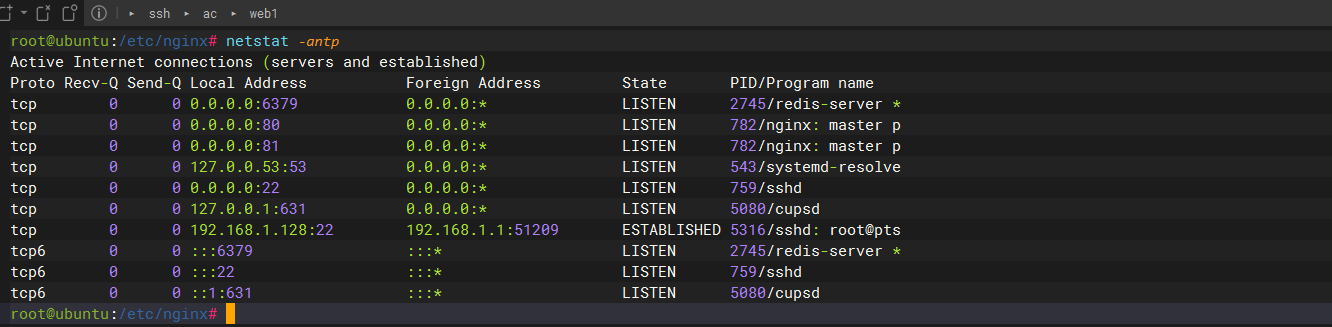 ssh ▸ ac ▸ web1
root@ubuntu:/etc/nginx# netstat -antp
Active Internet connections (servers and established)
Proto Recv-Q Send-Q Local Address           Foreign Address         State       PID/Program name
tcp        0      0 0.0.0.0:6379            0.0.0.0:*               LISTEN      2745/redis-server *
tcp        0      0 0.0.0.0:80              0.0.0.0:*               LISTEN      782/nginx: master p
tcp        0      0 0.0.0.0:81              0.0.0.0:*               LISTEN      782/nginx: master p
tcp        0      0 127.0.0.53:53           0.0.0.0:*               LISTEN      543/systemd-resolve
tcp        0      0 0.0.0.0:22              0.0.0.0:*               LISTEN      759/sshd
tcp        0      0 127.0.0.1:631           0.0.0.0:*               LISTEN      5080/cupsd
tcp        0      0 192.168.1.128:22        192.168.1.1:51209       ESTABLISHED 5316/sshd: root@pts
tcp6       0      0 :::6379                 :::*                    LISTEN      2745/redis-server *
tcp6       0      0 :::22                   :::*                    LISTEN      759/sshd
tcp6       0      0 ::1:631                 :::*                    LISTEN      5080/cupsd
root@ubuntu:/etc/nginx#